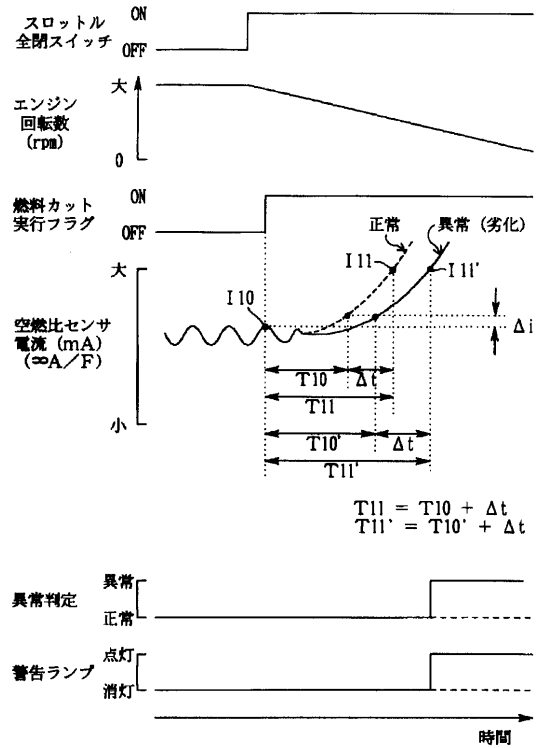 スロットル
全閉スイッチ
ON
OFF
エンジン
回転数
(rpm)
大
0
燃料カット
実行フラグ
ON
OFF
正常
異常 (劣化)
I11
I11'
I10
大
空燃比センサ
電流 (mA)
(∝A/F)
小
Δi
T10
Δt
T11
T10'
Δt
T11'
T11 = T10 + Δt
T11' = T10' + Δt
異常判定
異常
正常
警告ランプ
点灯
消灯
時間